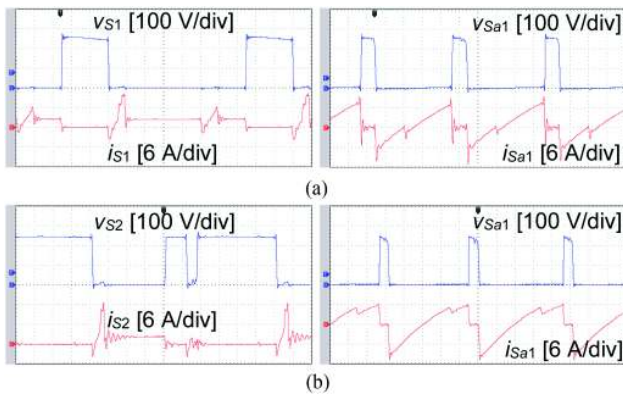 vS1 [100 V/div]
vSa1 [100 V/div]
iS1 [6 A/div]
iSa1 [6 A/div]
(a)
vS2 [100 V/div]
vSa1 [100 V/div]
iS2 [6 A/div]
iSa1 [6 A/div]
(b)